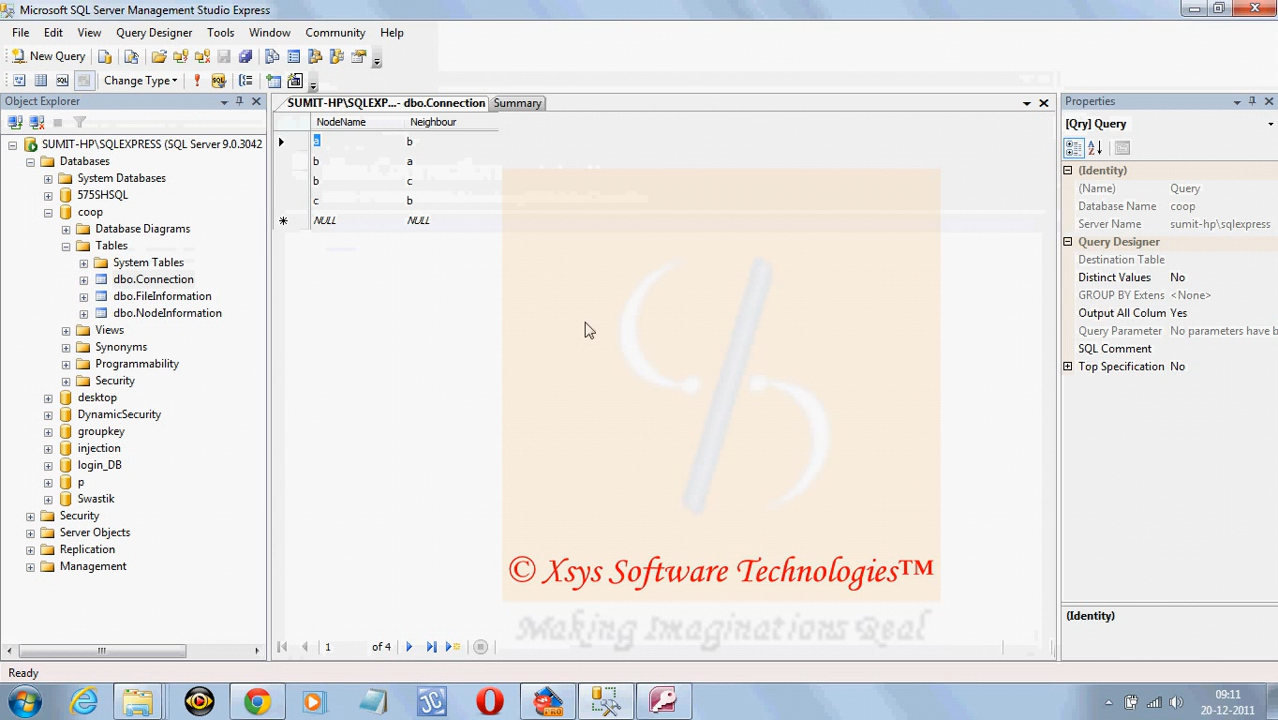 Microsoft SQL Server Management Studio Express
File Edit View Query Designer Tools Window Community Help
New Query
Change Type
Object Explorer
SUMIT-HP\SQLEXPRESS (SQL Server 9.0.3042
Databases
System Databases
575SHSQL
coop
Database Diagrams
Tables
System Tables
dbo.Connection
dbo.FileInformation
dbo.NodeInformation
Views
Synonyms
Programmability
Security
desktop
DynamicSecurity
groupkey
injection
login_DB
p
Swastik
Security
Server Objects
Replication
Management
SUMIT-HP\SQLEXP...- dbo.Connection Summary
NodeName Neighbour
a b
b a
b c
c b
NULL NULL
© Xsys Software Technologies™
Making Imaginations Real
1 of 4
Properties
[Qry] Query
(Identity)
(Name) Query
Database Name coop
Server Name sumit-hp\sqlexpress
Query Designer
Destination Table
Distinct Values No
GROUP BY Extens <None>
Output All Colum Yes
Query Parameter No parameters have b
SQL Comment
Top Specification No
(Identity)
Ready
09:11
20-12-2011